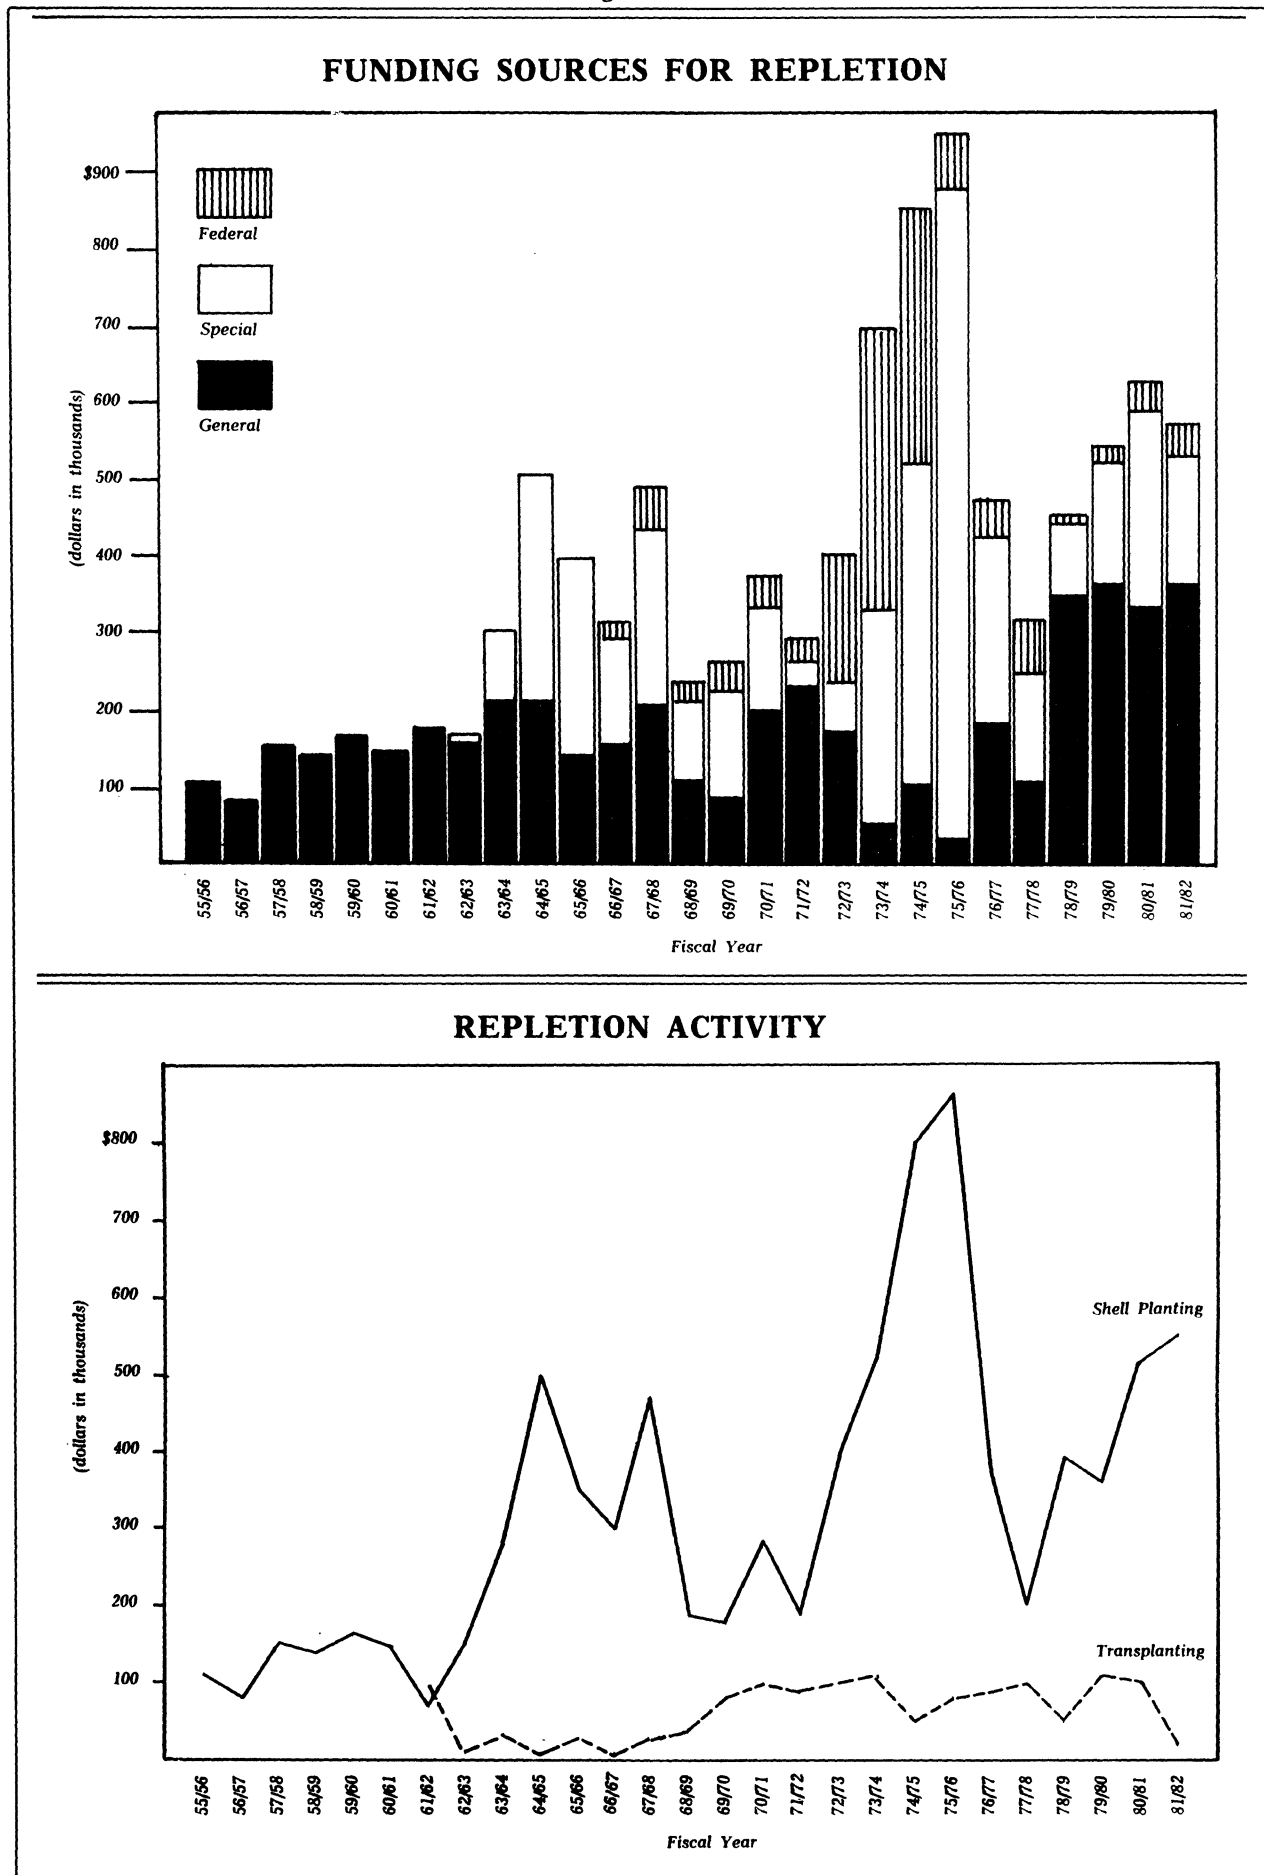 FUNDING SOURCES FOR REPLETION
$900
800
700
600
500
400
300
200
100
(dollars in thousands)
Federal
Special
General
55/56 56/57 57/58 58/59 59/60 60/61 61/62 62/63 63/64 64/65 65/66 66/67 67/68 68/69 69/70 70/71 71/72 72/73 73/74 74/75 75/76 76/77 77/78 78/79 79/80 80/81 81/82
Fiscal Year
REPLETION ACTIVITY
$800
700
600
500
400
300
200
100
(dollars in thousands)
Shell Planting
Transplanting
55/56 56/57 57/58 58/59 59/60 60/61 61/62 62/63 63/64 64/65 65/66 66/67 67/68 68/69 69/70 70/71 71/72 72/73 73/74 74/75 75/76 76/77 77/78 78/79 79/80 80/81 81/82
Fiscal Year